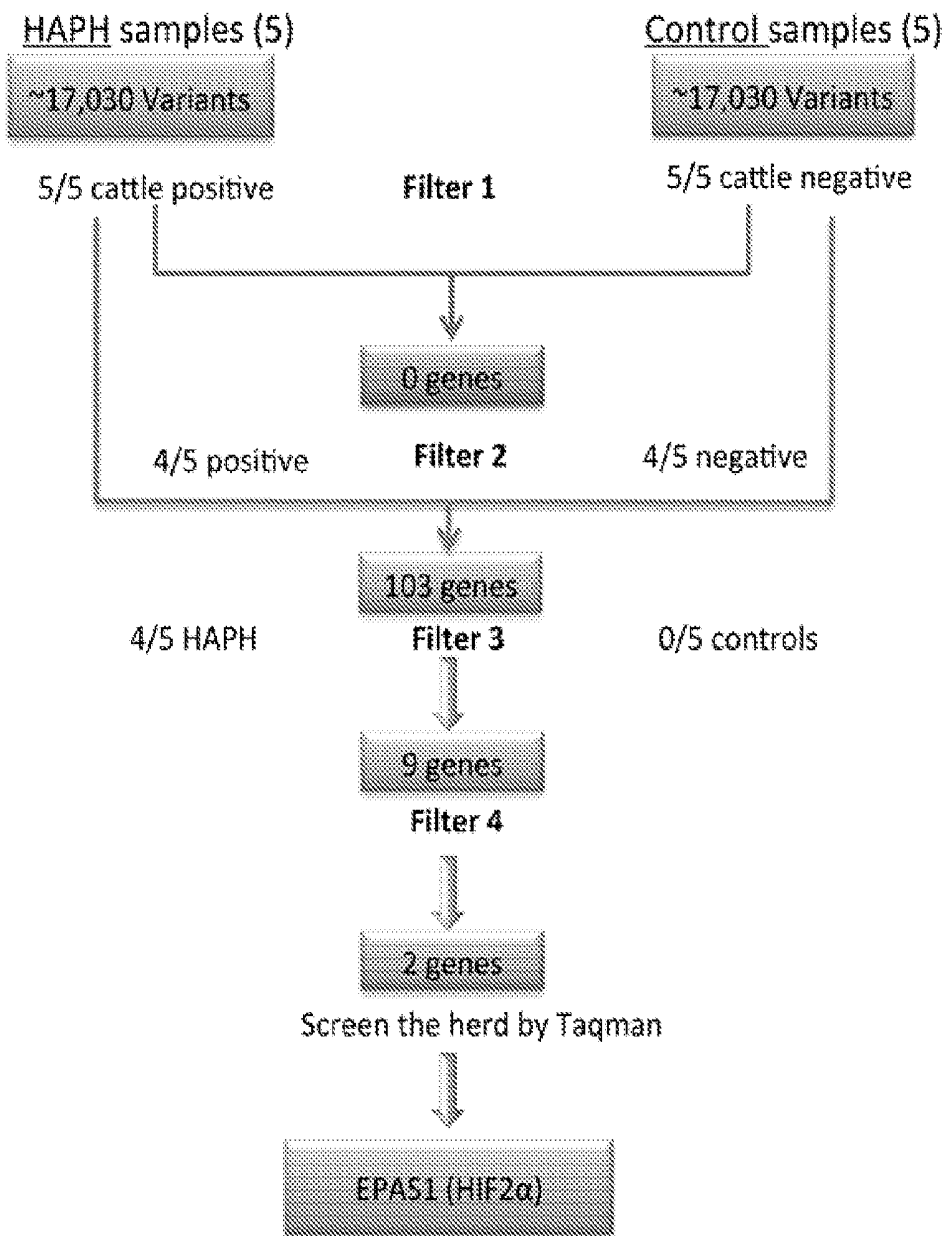 HAPH samples (5)
Control samples (5)
~17,030 Variants
~17,030 Variants
5/5 cattle positive
Filter 1
5/5 cattle negative
0 genes
4/5 positive
Filter 2
4/5 negative
103 genes
4/5 HAPH
Filter 3
0/5 controls
9 genes
Filter 4
2 genes
Screen the herd by Taqman
EPAS1 (HIF2α)